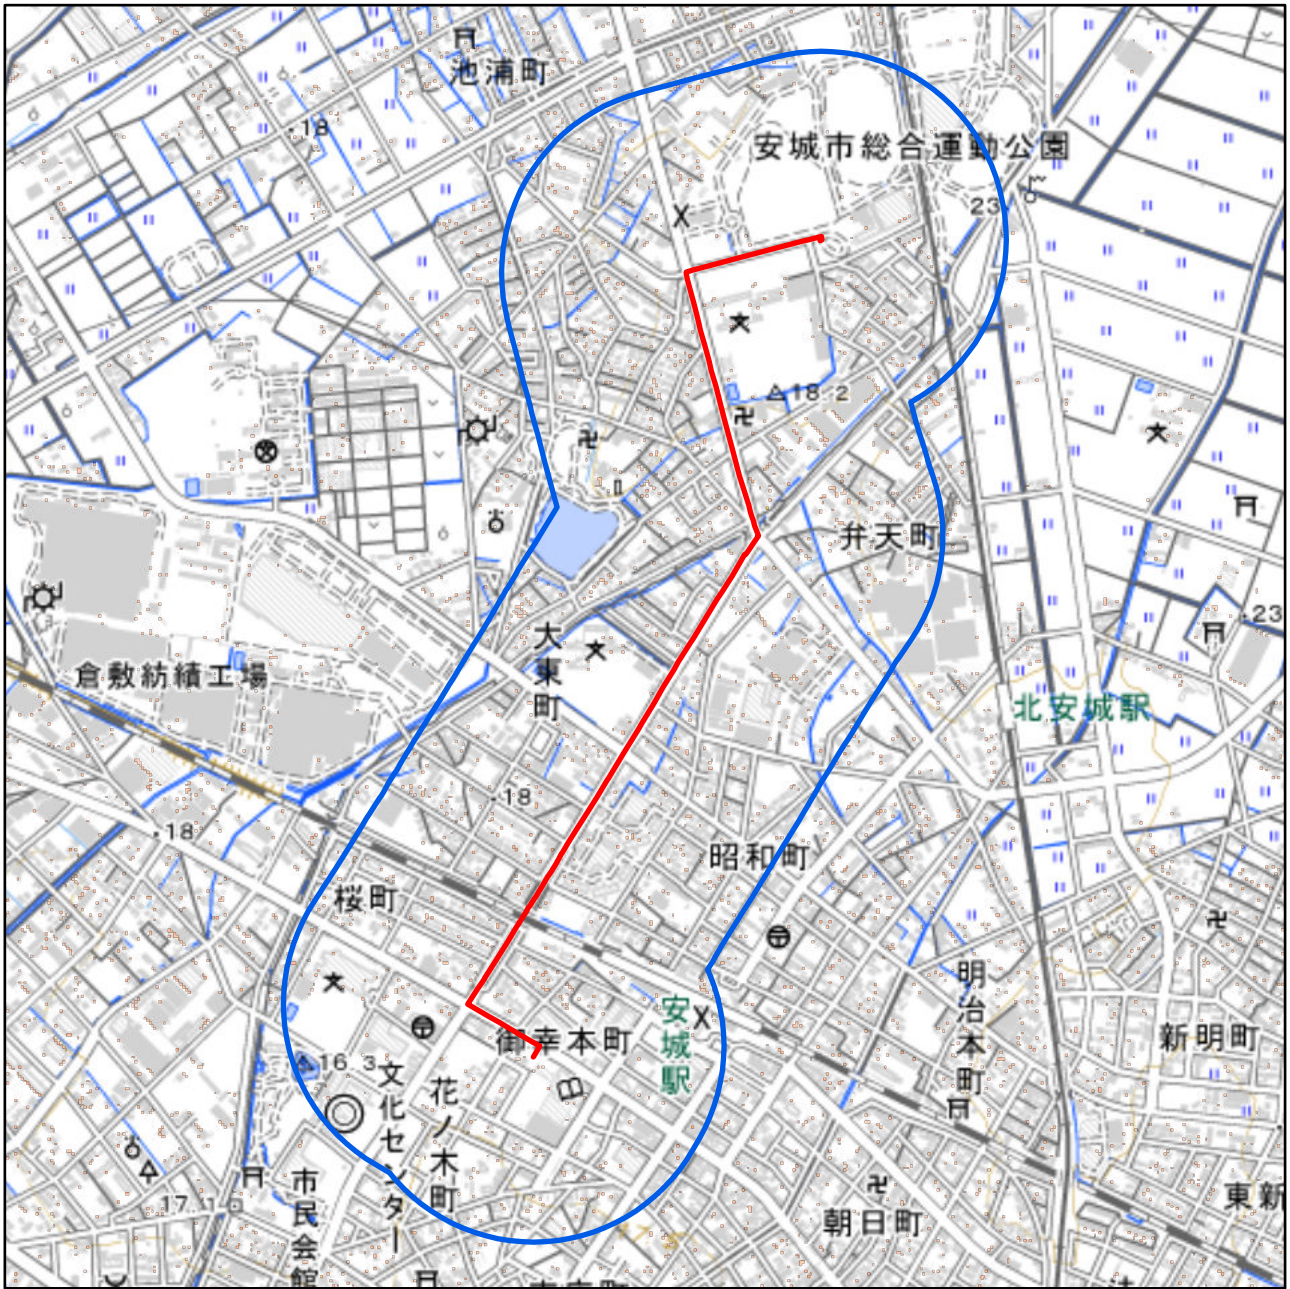 池浦町
18
安城市総合運動公園
23
18.2
弁天町
23
大東町
倉敷紡績工場
北安城駅
18
18
昭和町
桜町
明治本町
安城駅
御幸本町
新明町
16.3
文化センター
花ノ木町
市民会館
17.1
朝日町
東新